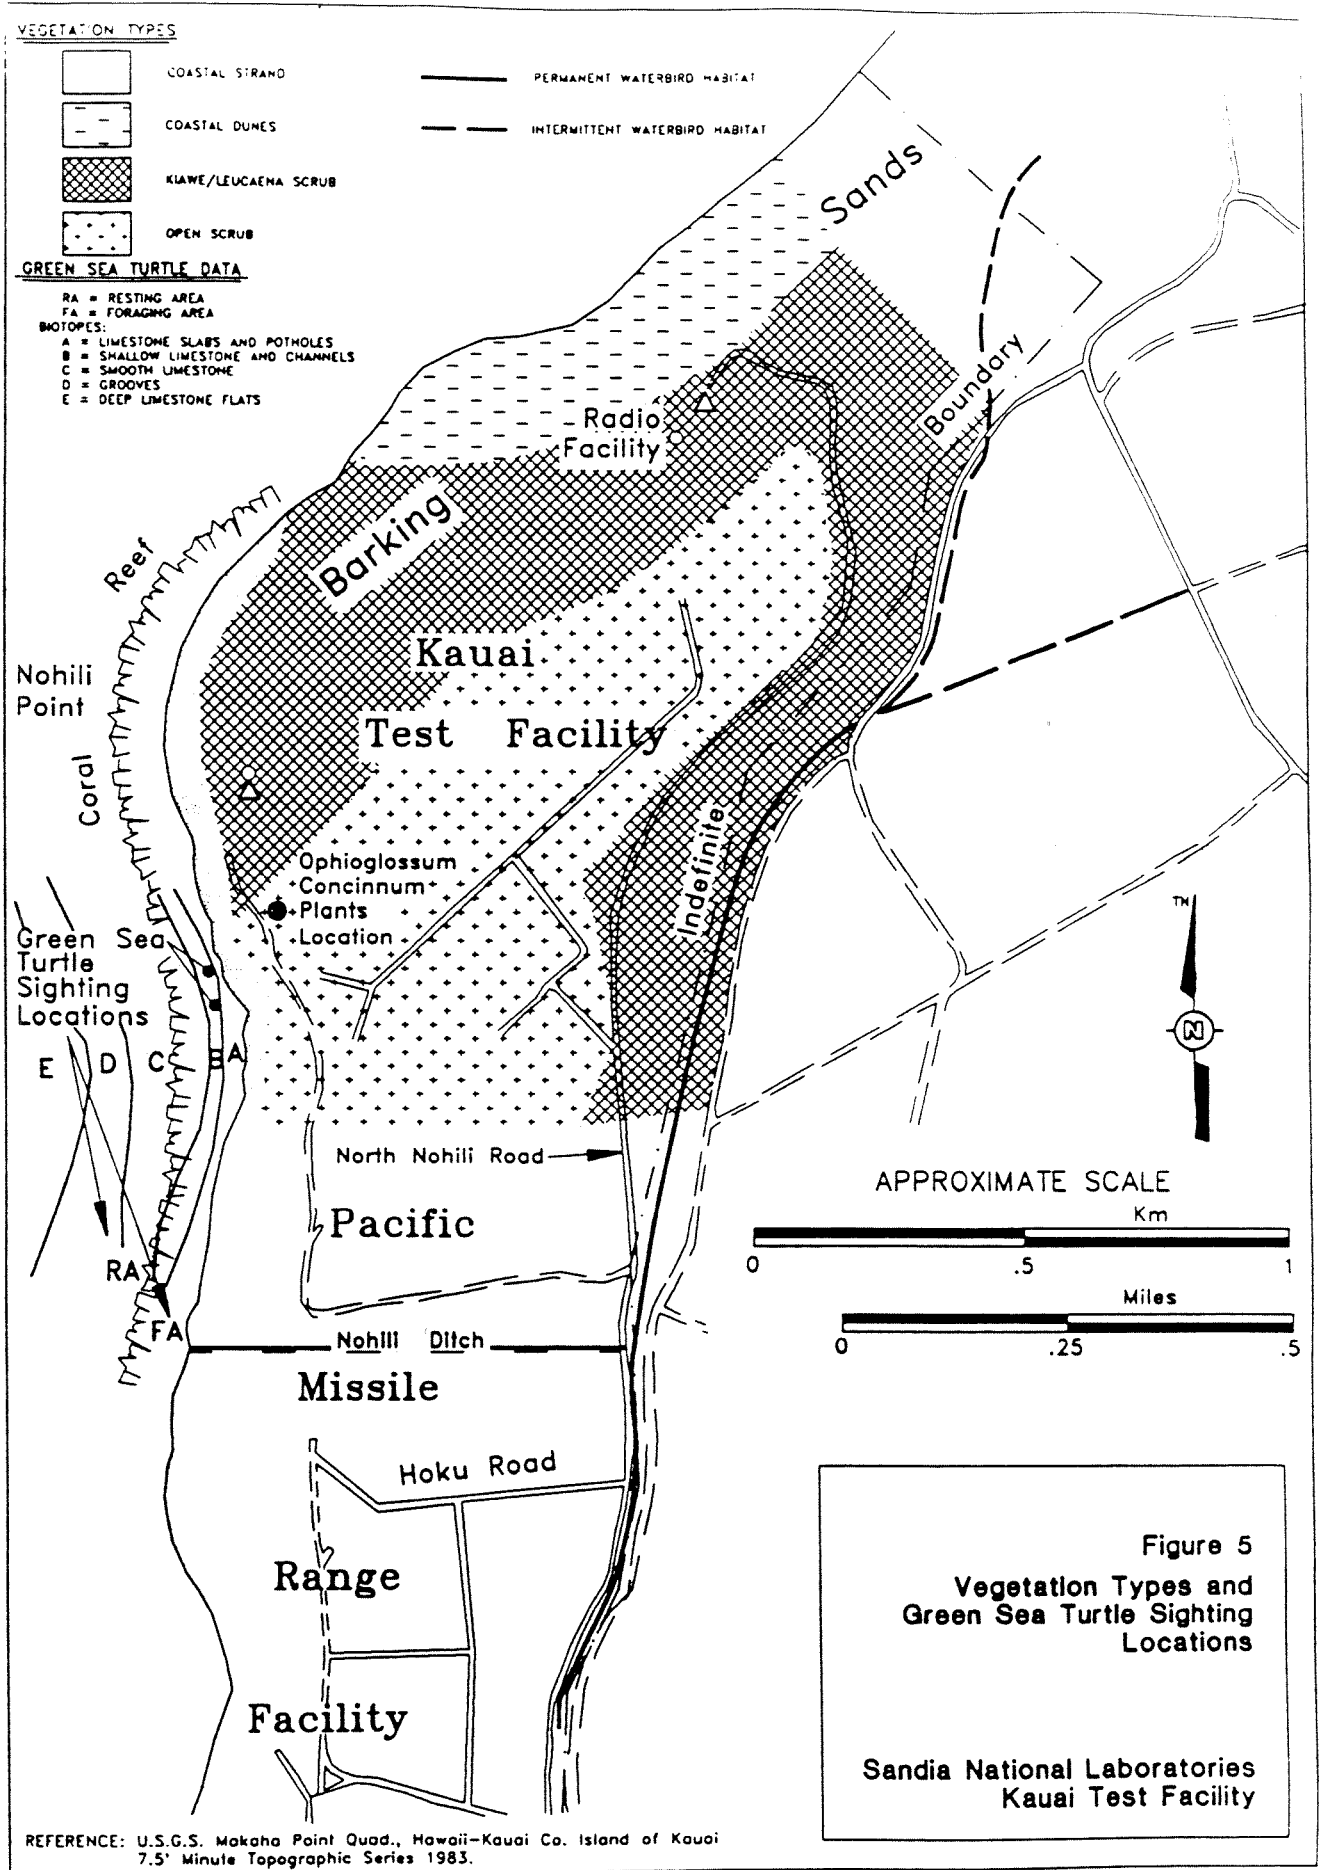 VEGETATION TYPES
COASTAL STRAND
COASTAL DUNES
KIAWE/LEUCAENA SCRUB
OPEN SCRUB
PERMANENT WATERBIRD HABITAT
INTERMITTENT WATERBIRD HABITAT
GREEN SEA TURTLE DATA
RA = RESTING AREA
FA = FORAGING AREA
BIOTOPES:
A = LIMESTONE SLABS AND POTHOLES
B = SHALLOW LIMESTONE AND CHANNELS
C = SMOOTH LIMESTONE
D = GROOVES
E = DEEP LIMESTONE FLATS
Sands
Boundary
Radio
Facility
Barking
Reef
Kauai
Nohili
Point
Test Facility
Coral
Indefinite
Ophioglossum
Concinnum
Plants
Location
Green Sea
Turtle
Sighting
Locations
E D C B A
TN
N
North Nohili Road
APPROXIMATE SCALE
Km
0 .5 1
Miles
0 .25 .5
Pacific
RA
FA
Nohili Ditch
Missile
Hoku Road
Range
Facility
Figure 5
Vegetation Types and
Green Sea Turtle Sighting
Locations
Sandia National Laboratories
Kauai Test Facility
REFERENCE: U.S.G.S. Makaha Point Quad., Hawaii-Kauai Co. Island of Kauai
7.5' Minute Topographic Series 1983.